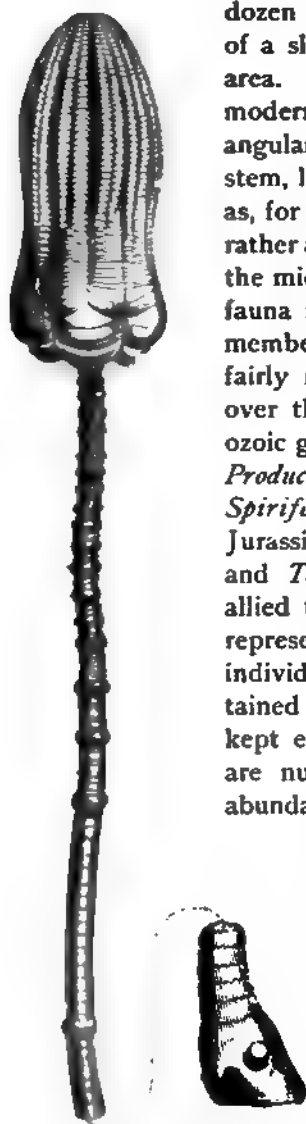 dozen
of a si
area.
modern
angular
stem, l
as, for
rather a
the mic
fauna
membe
fairly
over th
ozoic g
Produc
Spirife
Jurassi
and T
allied t
represe
individ
tained
kept e
are nu
abunda